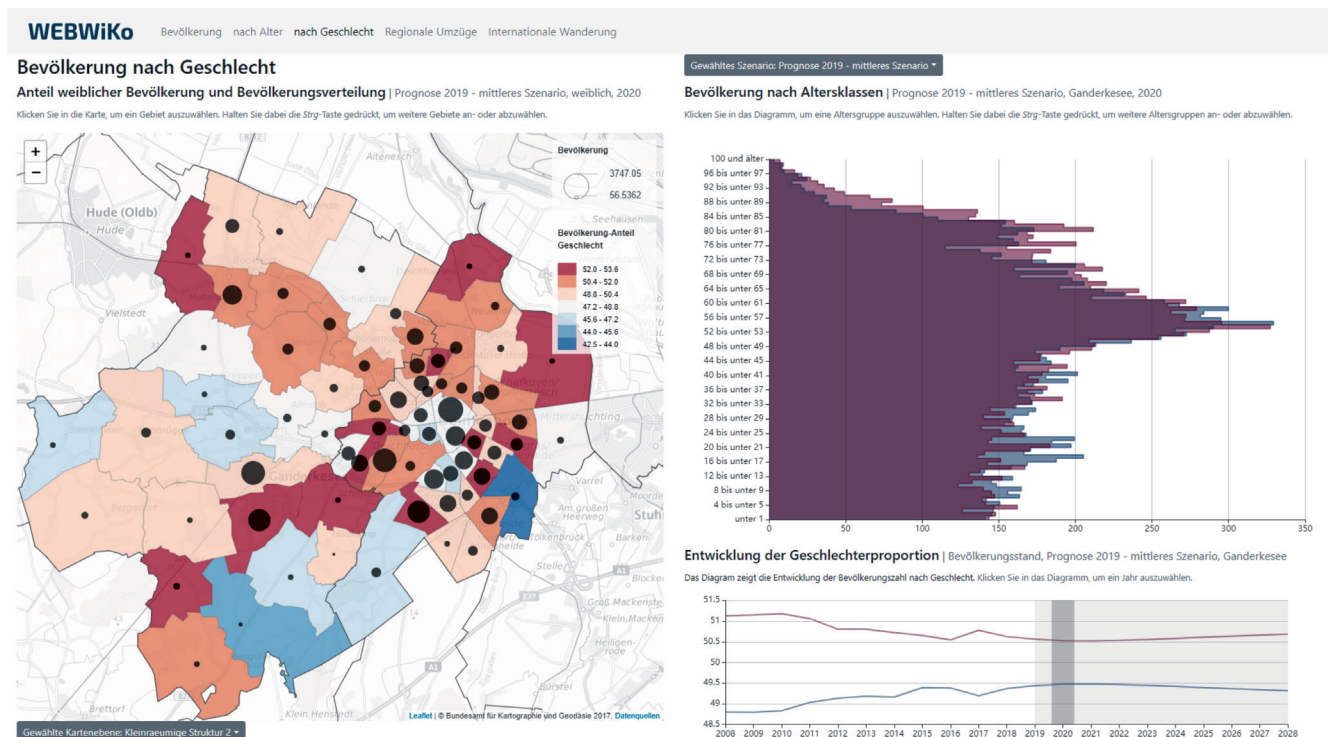 WEBWiKo
Bevölkerung nach Alter nach Geschlecht Regionale Umzüge Internationale Wanderung
Bevölkerung nach Geschlecht
Anteil weiblicher Bevölkerung und Bevölkerungsverteilung | Prognose 2019 - mittleres Szenario, weiblich, 2020
Klicken Sie in die Karte, um ein Gebiet auszuwählen. Halten Sie dabei die Strg-Taste gedrückt, um weitere Gebiete an- oder abzuwählen.
+
−
Altenesch
Hude (Oldb)
Hude
Vielstedt
Seehausen
Schierbrok
Ganderkesee
Bergedorf
Varrel
Am großen
Heerweg
Stuh
Tölkenbrück
Barken
Steller
Blocke
E37
Groß Mackenste
Klein Macken
Heiligen-
rode
A1
Burstel
Brettorf
Klein Henstedt
43
14
Bevölkerung
3747.05
56.5362
Bevölkerung-Anteil
Geschlecht
52.0 - 53.6
50.4 - 52.0
48.8 - 50.4
47.2 - 48.8
45.6 - 47.2
44.0 - 45.6
42.5 - 44.0
Leaflet | © Bundesamt für Kartographie und Geodäsie 2017, Datenquellen
Gewählte Kartenebene: Kleinraeumige Struktur 2
Gewähltes Szenario: Prognose 2019 - mittleres Szenario
Bevölkerung nach Altersklassen | Prognose 2019 - mittleres Szenario, Ganderkesee, 2020
Klicken Sie in das Diagramm, um eine Altersgruppe auszuwählen. Halten Sie dabei die Strg-Taste gedrückt, um weitere Altersgruppen an- oder abzuwählen.
100 und älter
96 bis unter 97
92 bis unter 93
88 bis unter 89
84 bis unter 85
80 bis unter 81
76 bis unter 77
72 bis unter 73
68 bis unter 69
64 bis unter 65
60 bis unter 61
56 bis unter 57
52 bis unter 53
48 bis unter 49
44 bis unter 45
40 bis unter 41
36 bis unter 37
32 bis unter 33
28 bis unter 29
24 bis unter 25
20 bis unter 21
16 bis unter 17
12 bis unter 13
8 bis unter 9
4 bis unter 5
unter 1
0 50 100 150 200 250 300 350
Entwicklung der Geschlechterproportion | Bevölkerungsstand, Prognose 2019 - mittleres Szenario, Ganderkesee
Das Diagram zeigt die Entwicklung der Bevölkerungszahl nach Geschlecht. Klicken Sie in das Diagramm, um ein Jahr auszuwählen.
51.5
51
50.5
50
49.5
49
48.5
2008 2009 2010 2011 2012 2013 2014 2015 2016 2017 2018 2019 2020 2021 2022 2023 2024 2025 2026 2027 2028